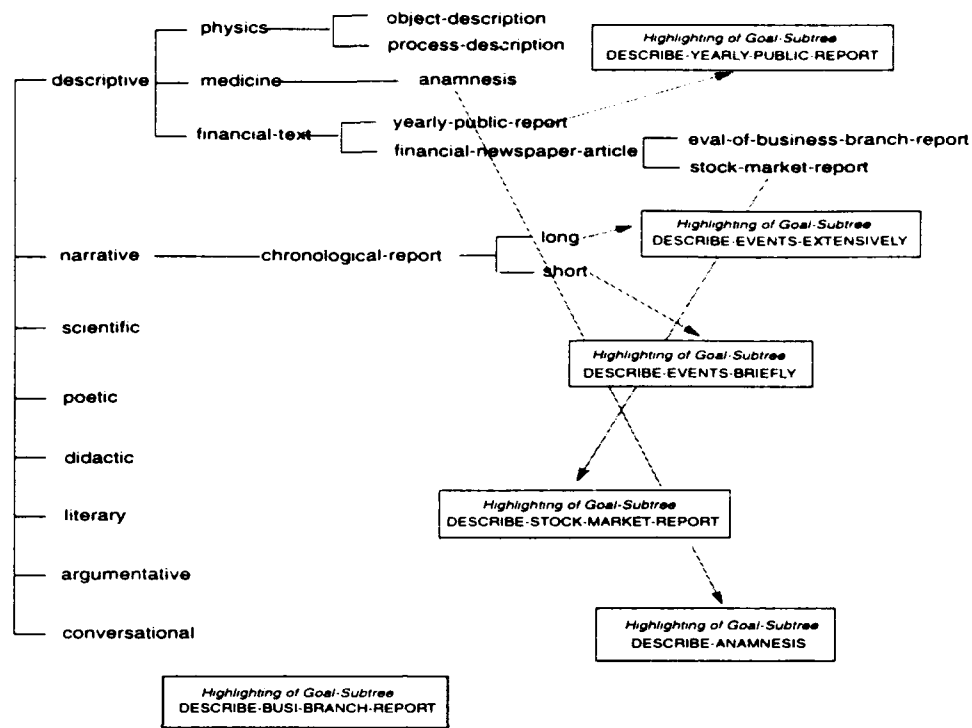 physics
object-description
process-description
Highlighting of Goal-Subtree
DESCRIBE-YEARLY-PUBLIC-REPORT
descriptive
medicine
anamnesis
financial-text
yearly-public-report
financial-newspaper-article
eval-of-business-branch-report
stock-market-report
narrative
chronological-report
long
short
Highlighting of Goal-Subtree
DESCRIBE-EVENTS-EXTENSIVELY
scientific
Highlighting of Goal-Subtree
DESCRIBE-EVENTS-BRIEFLY
poetic
didactic
literary
Highlighting of Goal-Subtree
DESCRIBE-STOCK-MARKET-REPORT
argumentative
conversational
Highlighting of Goal-Subtree
DESCRIBE-ANAMNESIS
Highlighting of Goal-Subtree
DESCRIBE-BUSI-BRANCH-REPORT